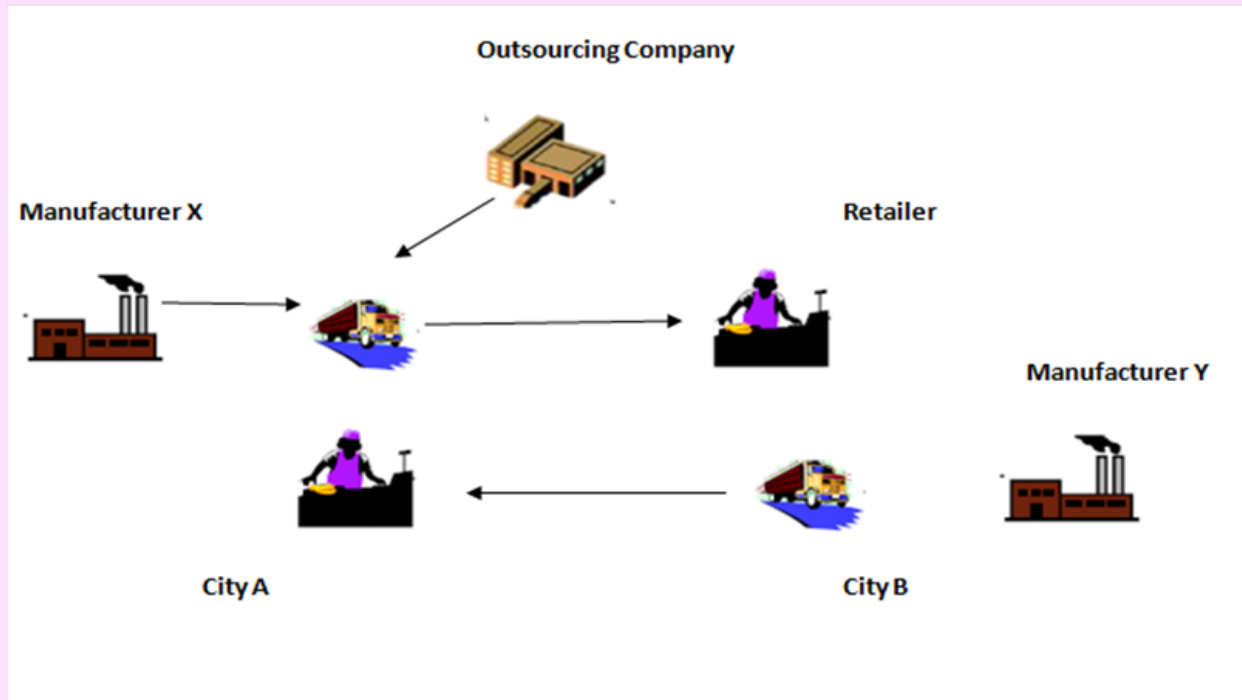 Outsourcing Company
Manufacturer X
Retailer
Manufacturer Y
City A
City B